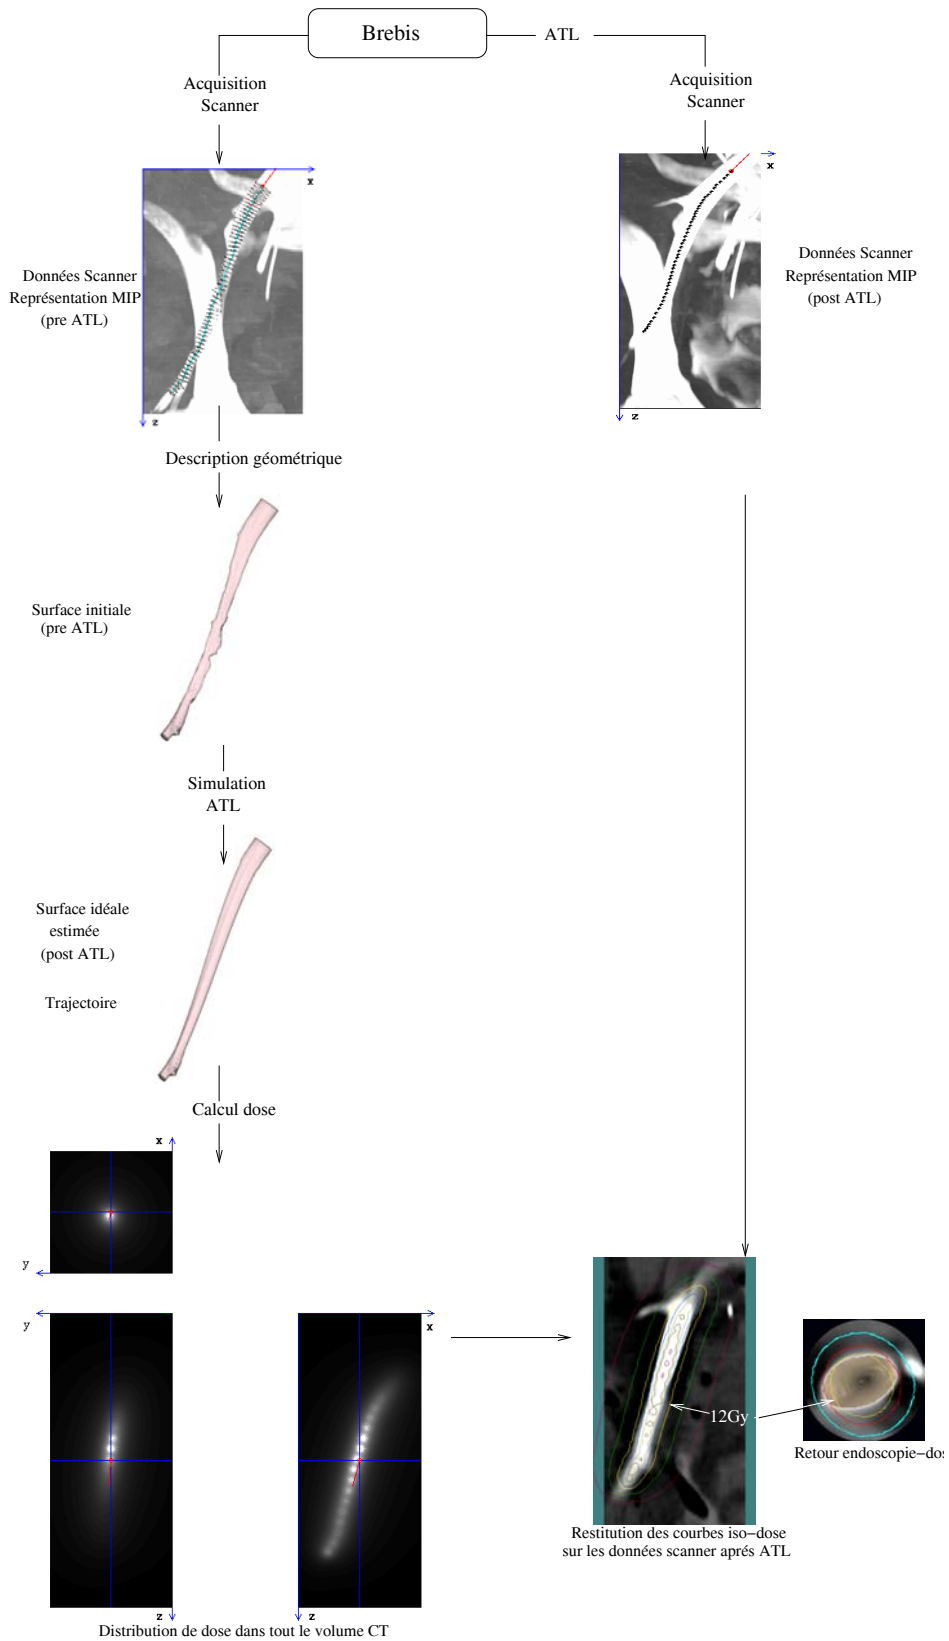 Brebis
ATL
Acquisition
Scanner
Acquisition
Scanner
x
x
Données Scanner
Représentation MIP
(pre ATL)
Données Scanner
Représentation MIP
(post ATL)
z
z
Description géométrique
Surface initiale
(pre ATL)
Simulation
ATL
Surface idéale
estimée
(post ATL)
Trajectoire
Calcul dose
x
y
y
x
12Gy
Retour endoscopie-dos
Restitution des courbes iso-dose
sur les données scanner aprés ATL
z
z
Distribution de dose dans tout le volume CT